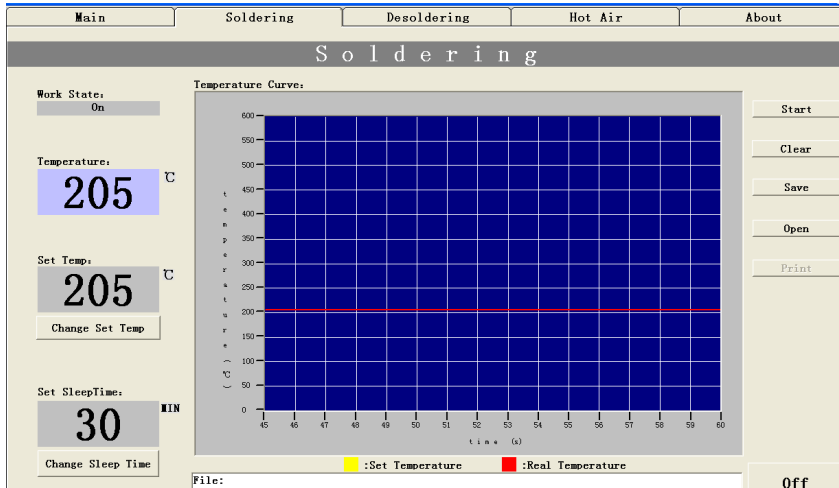 Main Soldering Desoldering Hot Air About
Soldering
Work State:
On
Temperature:
205 ℃
Set Temp:
205 ℃
Change Set Temp
Set SleepTime:
30 MIN
Change Sleep Time
Temperature Curve:
600
550
500
450
400
350
300
250
200
150
100
50
0
temperature(℃)
45 46 47 48 49 50 51 52 53 54 55 56 57 58 59 60
time (s)
:Set Temperature :Real Temperature
File:
Start
Clear
Save
Open
Print
Off